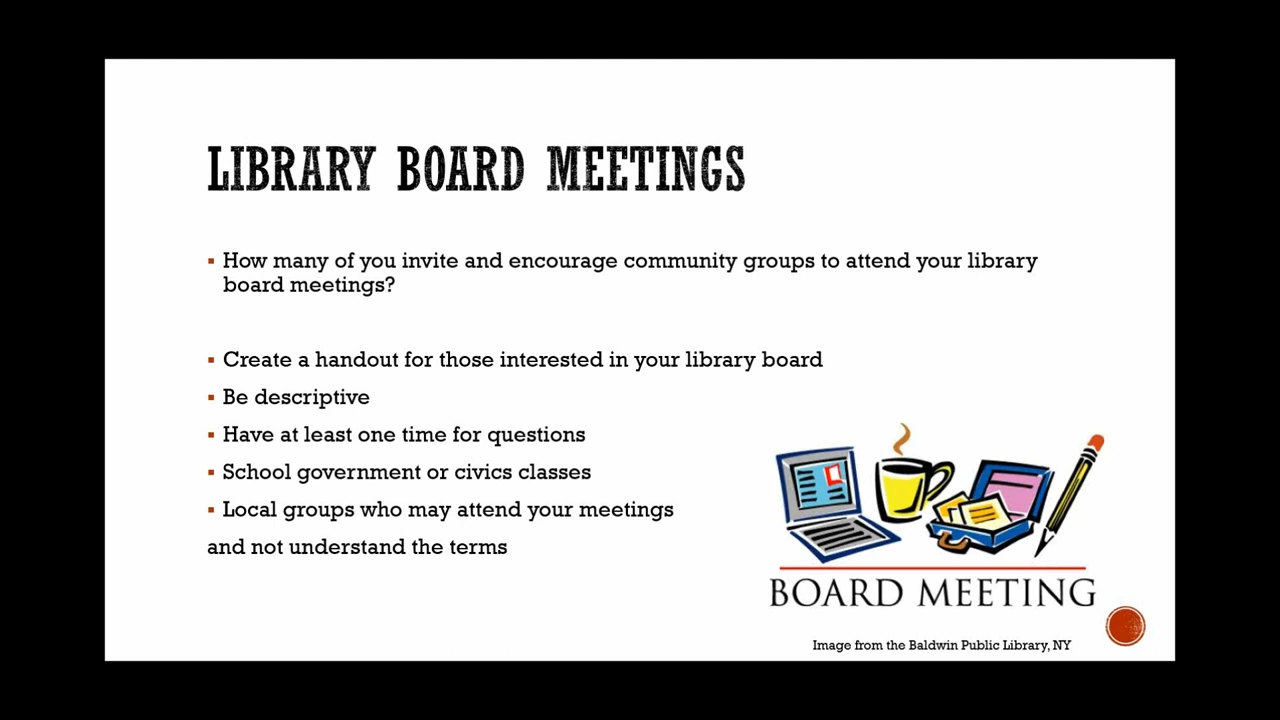 LIBRARY BOARD MEETINGS
▪ How many of you invite and encourage community groups to attend your library
board meetings?
▪ Create a handout for those interested in your library board
▪ Be descriptive
▪ Have at least one time for questions
▪ School government or civics classes
▪ Local groups who may attend your meetings
and not understand the terms
BOARD MEETING
Image from the Baldwin Public Library, NY